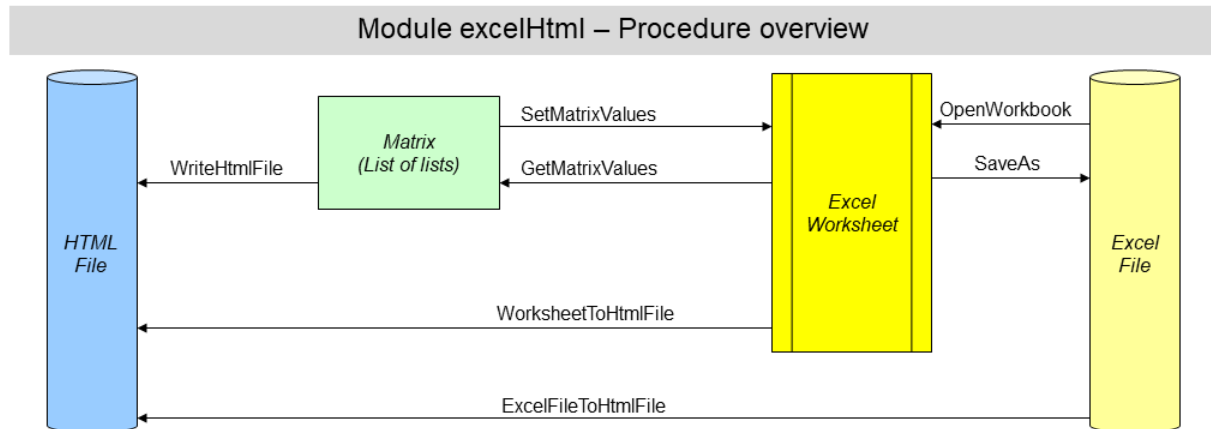 Module excelHtml – Procedure overview
SetMatrixValues
OpenWorkbook
Matrix
(List of lists)
WriteHtmlFile
GetMatrixValues
SaveAs
Excel
Worksheet
HTML
File
Excel
File
WorksheetToHtmlFile
ExcelFileToHtmlFile